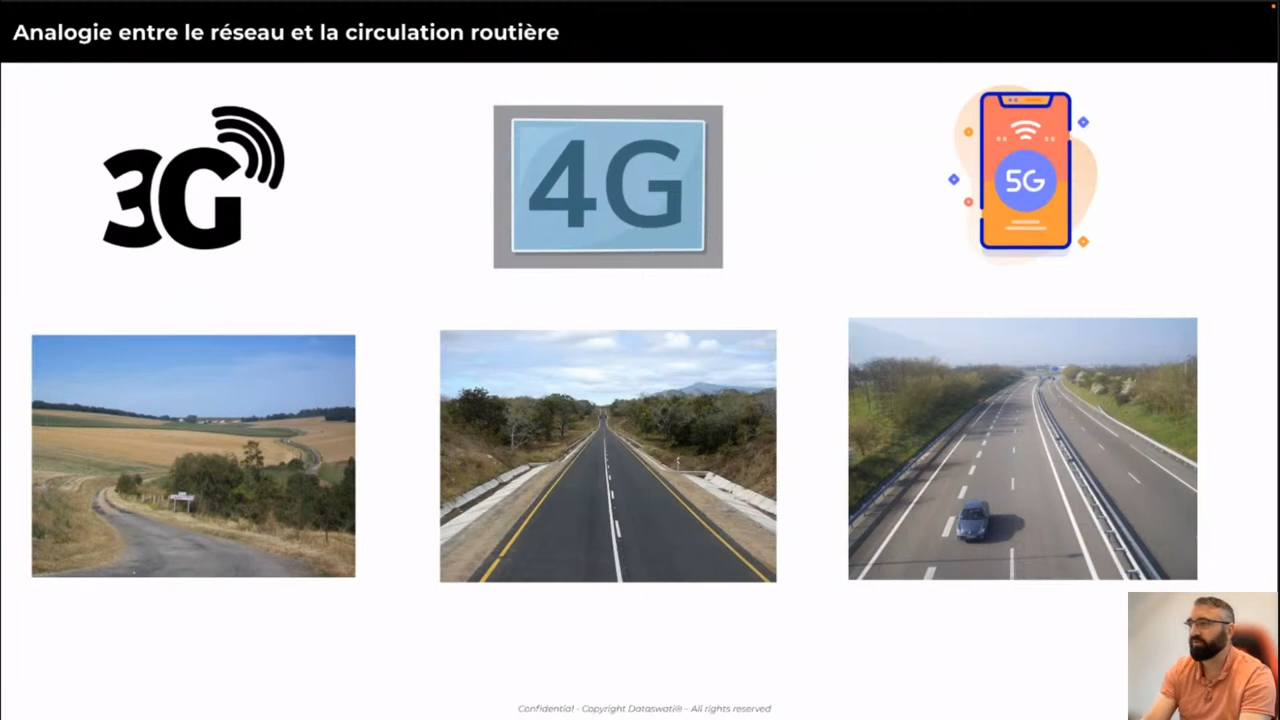 Analogie entre le réseau et la circulation routière
3G
4G
5G
Confidential - Copyright Dataswati® - All rights reserved